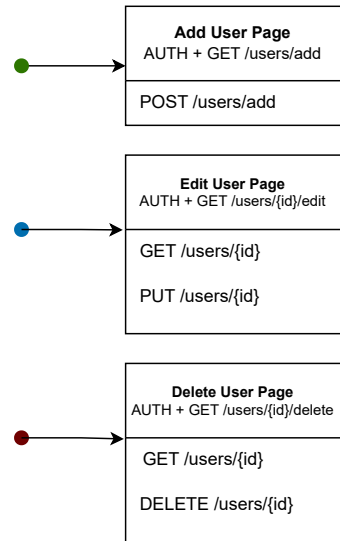 Add User Page
AUTH + GET /users/add
POST /users/add
Edit User Page
AUTH + GET /users/{id}/edit
GET /users/{id}
PUT /users/{id}
Delete User Page
AUTH + GET /users/{id}/delete
GET /users/{id}
DELETE /users/{id}